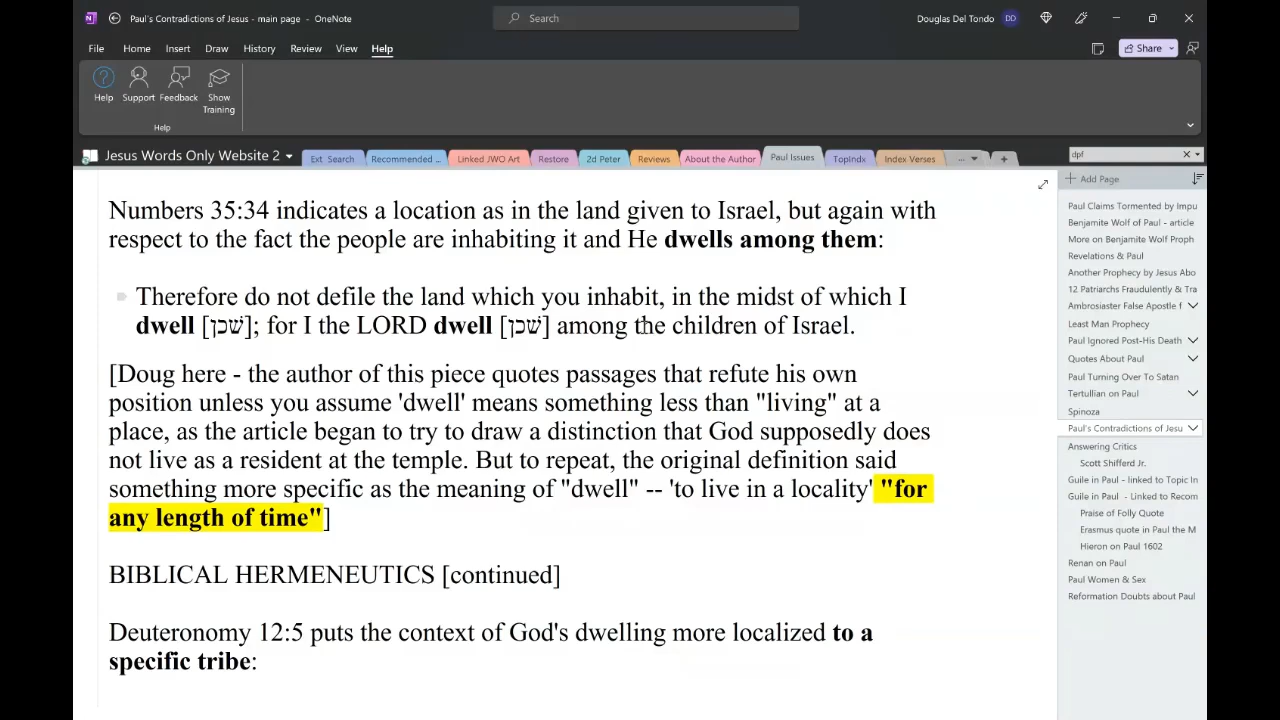 Paul's Contradictions of Jesus - main page - OneNote
Search
Douglas Del Tondo DD
File Home Insert Draw History Review View Help
Share
Help Support Feedback Show Training
Help
Jesus Words Only Website 2
Ext Search Recommended ... Linked JWO Art Restore 2d Peter Reviews About the Author Paul Issues TopIndx Index Verses ... +
dpf
Add Page
Numbers 35:34 indicates a location as in the land given to Israel, but again with
respect to the fact the people are inhabiting it and He dwells among them:
Therefore do not defile the land which you inhabit, in the midst of which I
dwell [שׁכן]; for I the LORD dwell [שׁכן] among the children of Israel.
[Doug here - the author of this piece quotes passages that refute his own
position unless you assume 'dwell' means something less than "living" at a
place, as the article began to try to draw a distinction that God supposedly does
not live as a resident at the temple. But to repeat, the original definition said
something more specific as the meaning of "dwell" -- 'to live in a locality' "for
any length of time"]
BIBLICAL HERMENEUTICS [continued]
Deuteronomy 12:5 puts the context of God's dwelling more localized to a
specific tribe:
Paul Claims Tormented by Impu
Benjamite Wolf of Paul - article
More on Benjamite Wolf Proph
Revelations & Paul
Another Prophecy by Jesus Abo
12 Patriarchs Fraudulently & Tra
Ambrosiaster False Apostle f
Least Man Prophecy
Paul Ignored Post-His Death
Quotes About Paul
Paul Turning Over To Satan
Tertullian on Paul
Spinoza
Paul's Contradictions of Jesu
Answering Critics
Scott Shifferd Jr.
Guile in Paul - linked to Topic In
Guile in Paul - Linked to Recom
Praise of Folly Quote
Erasmus quote in Paul the M
Hieron on Paul 1602
Renan on Paul
Paul Women & Sex
Reformation Doubts about Paul